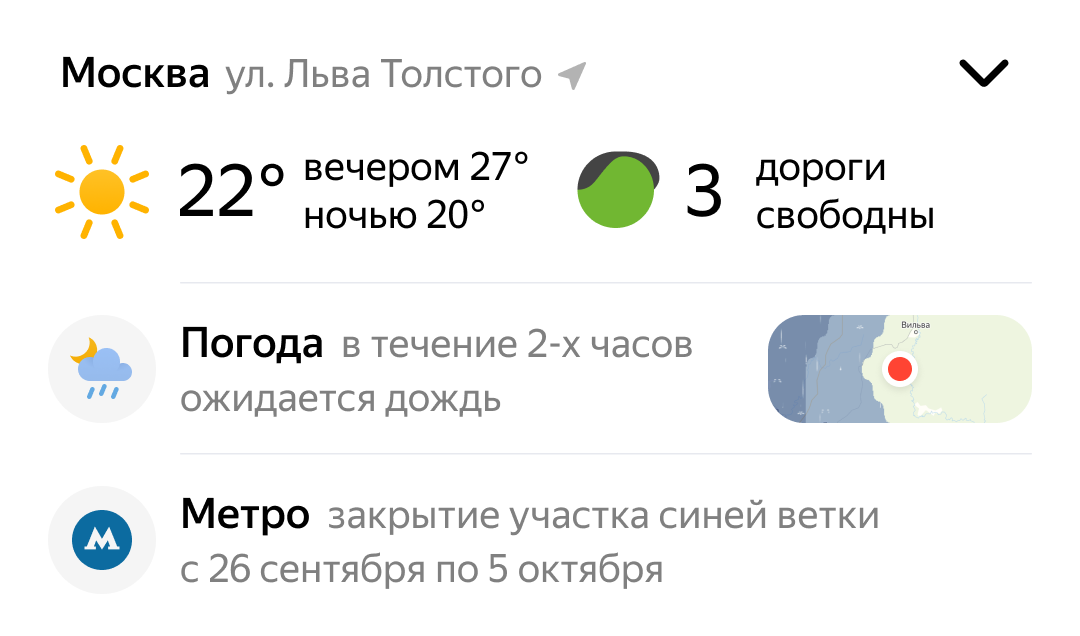 Москва ул. Льва Толстого
22° вечером 27° 3 дороги
ночью 20° свободны
Погода в течение 2-х часов
ожидается дождь
Вильва
М
Метро закрытие участка синей ветки
с 26 сентября по 5 октября